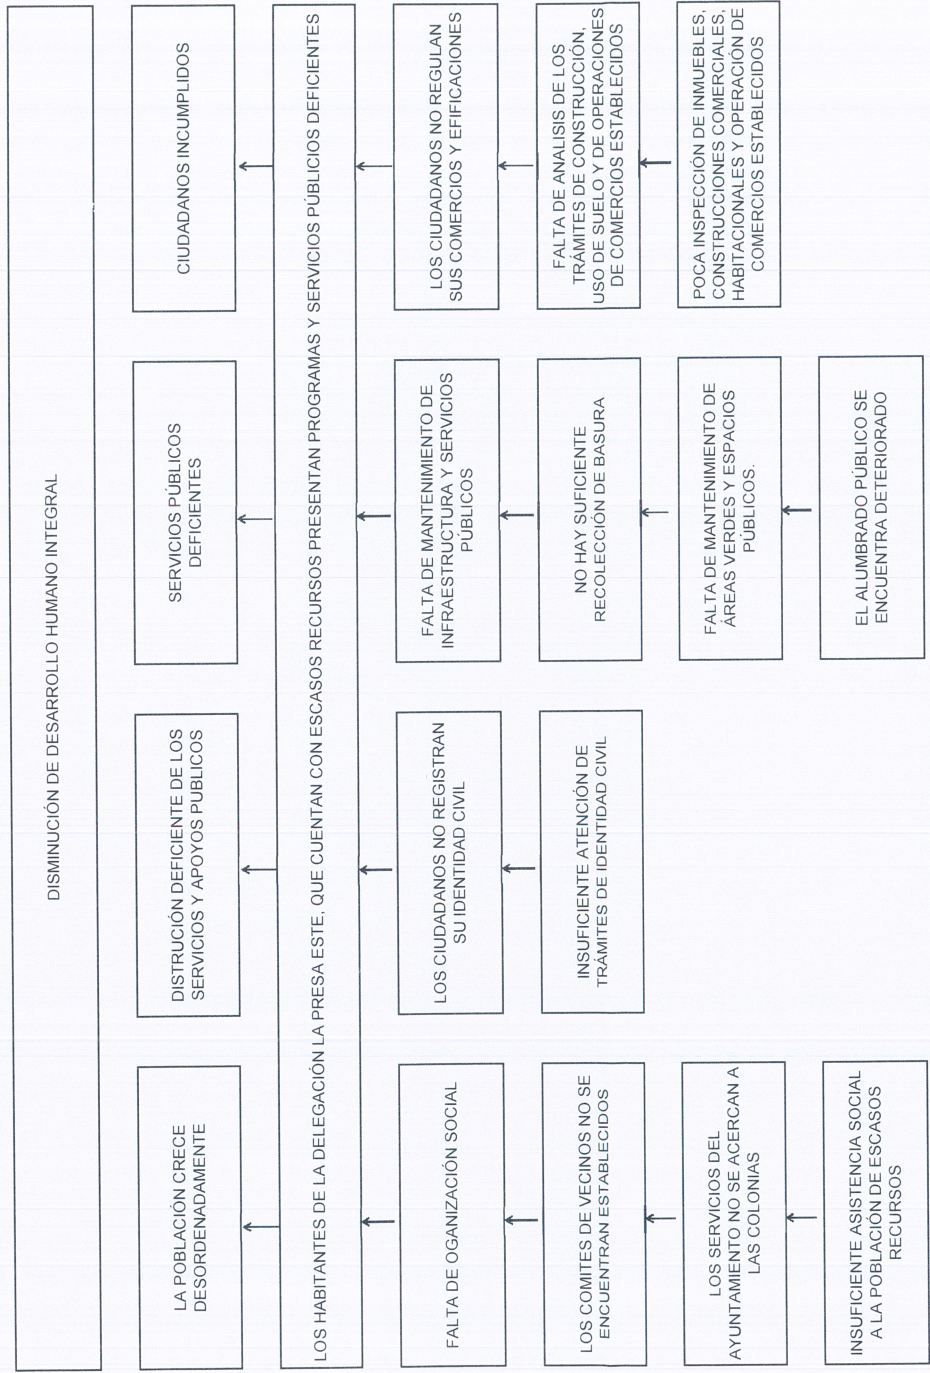 DISMINUCIÓN DE DESARROLLO HUMANO INTEGRAL
LA POBLACIÓN CRECE
DESORDENADAMENTE
DISTRUCIÓN DEFICIENTE DE LOS
SERVICIOS Y APOYOS PUBLICOS
SERVICIOS PÚBLICOS
DEFICIENTES
CIUDADANOS INCUMPLIDOS
LOS HABITANTES DE LA DELEGACIÓN LA PRESA ESTE, QUE CUENTAN CON ESCASOS RECURSOS PRESENTAN PROGRAMAS Y SERVICIOS PÚBLICIOS DEFICIENTES
FALTA DE OGANIZACIÓN SOCIAL
LOS CIUDADANOS NO REGISTRAN
SU IDENTIDAD CIVIL
FALTA DE MANTENIMIENTO DE
INFRAESTRUCTURA Y SERVICIOS
PÚBLICOS
LOS CIUDADANOS NO REGULAN
SUS COMERCIOS Y EFIFICACIONES
LOS COMITES DE VECINOS NO SE
ENCUENTRAN ESTABLECIDOS
INSUFICIENTE ATENCIÓN DE
TRÁMITES DE IDENTIDAD CIVIL
NO HAY SUFICIENTE
RECOLECCIÓN DE BASURA
FALTA DE ANALISIS DE LOS
TRÁMITES DE CONSTRUCCIÓN,
USO DE SUELO Y DE OPERACIONES
DE COMERCIOS ESTABLECIDOS
LOS SERVICIOS DEL
AYUNTAMIENTO NO SE ACERCAN A
LAS COLONIAS
FALTA DE MANTENIMIENTO DE
ÁREAS VERDES Y ESPACIOS
PÚBLICOS.
POCA INSPECCIÓN DE INMUEBLES,
CONSTRUCCIONES COMERCIALES,
HABITACIONALES Y OPERACIÓN DE
COMERCIOS ESTABLECIDOS
INSUFICIENTE ASISTENCIA SOCIAL
A LA POBLACIÓN DE ESCASOS
RECURSOS
EL ALUMBRADO PÚBLICO SE
ENCUENTRA DETERIORADO